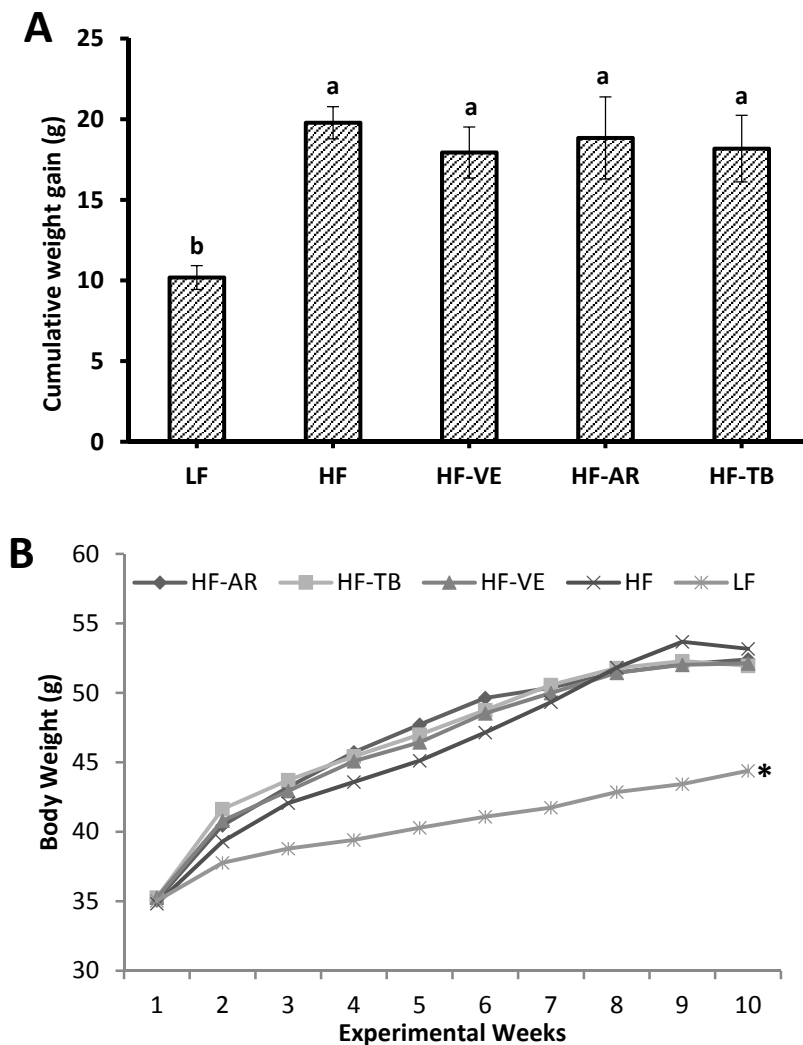 A
25
20
15
10
5
0
Cumulative weight gain (g)
b
a
a
a
a
LF HF HF-VE HF-AR HF-TB
B
60
55
50
45
40
35
30
Body Weight (g)
HF-AR HF-TB HF-VE HF LF
*
1 2 3 4 5 6 7 8 9 10
Experimental Weeks